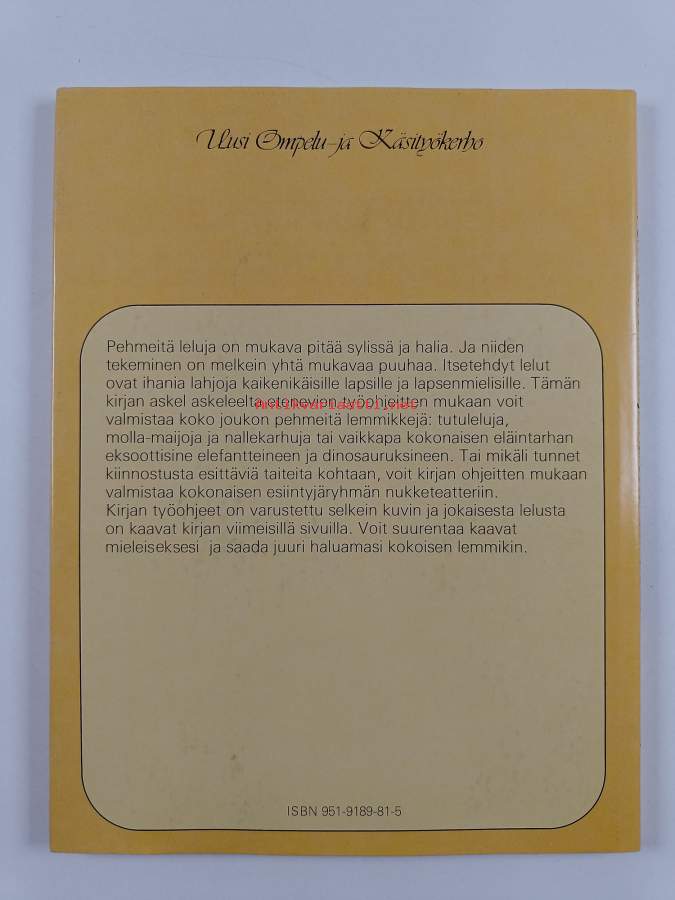 Uusi Ompelu-ja Käsityökerho
Pehmeitä leluja on mukava pitää sylissä ja halia. Ja niiden
tekeminen on melkein yhtä mukavaa puuhaa. Itsetehdyt lelut
ovat ihania lahjoja kaikenikäisille lapsille ja lapsenmielisille. Tämän
kirjan askel askeleelta etenevien työohjeitten mukaan voit
Antikvariaatti.net
valmistaa koko joukon pehmeitä lemmikkejä: tutuleluja,
molla-maijoja ja nallekarhuja tai vaikkapa kokonaisen eläintarhan
eksoottisine elefantteineen ja dinosauruksineen. Tai mikäli tunnet
kiinnostusta esittäviä taiteita kohtaan, voit kirjan ohjeitten mukaan
valmistaa kokonaisen esiintyjäryhmän nukketeatteriin.
Kirjan työohjeet on varustettu selkein kuvin ja jokaisesta lelusta
on kaavat kirjan viimeisillä sivuilla. Voit suurentaa kaavat
mieleiseksesi ja saada juuri haluamasi kokoisen lemmikin.
ISBN 951-9189-81-5